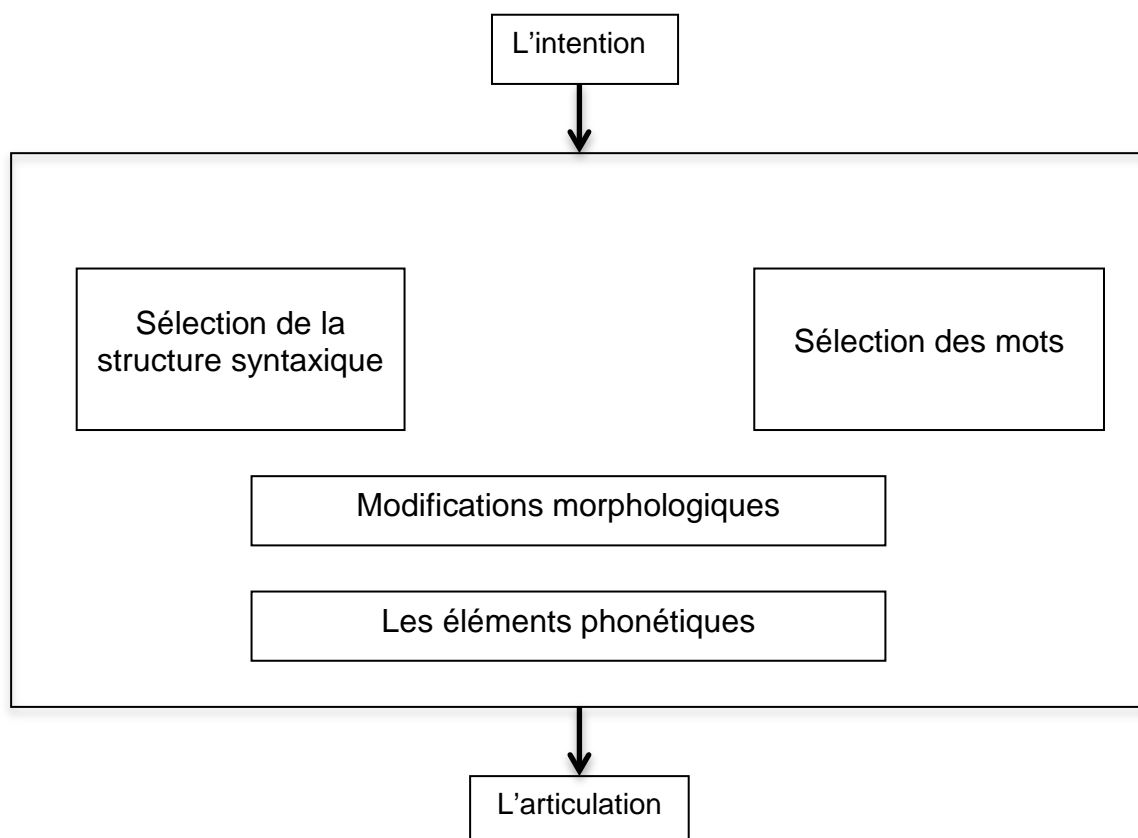 L’intention
Sélection de la
structure syntaxique
Sélection des mots
Modifications morphologiques
Les éléments phonétiques
L’articulation